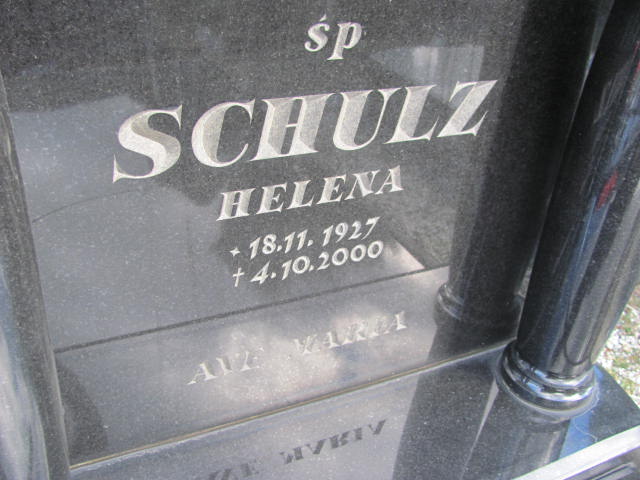 śp
SCHULZ
HELENA
* 18.11.1927
† 4.10.2000
AVE MARIA